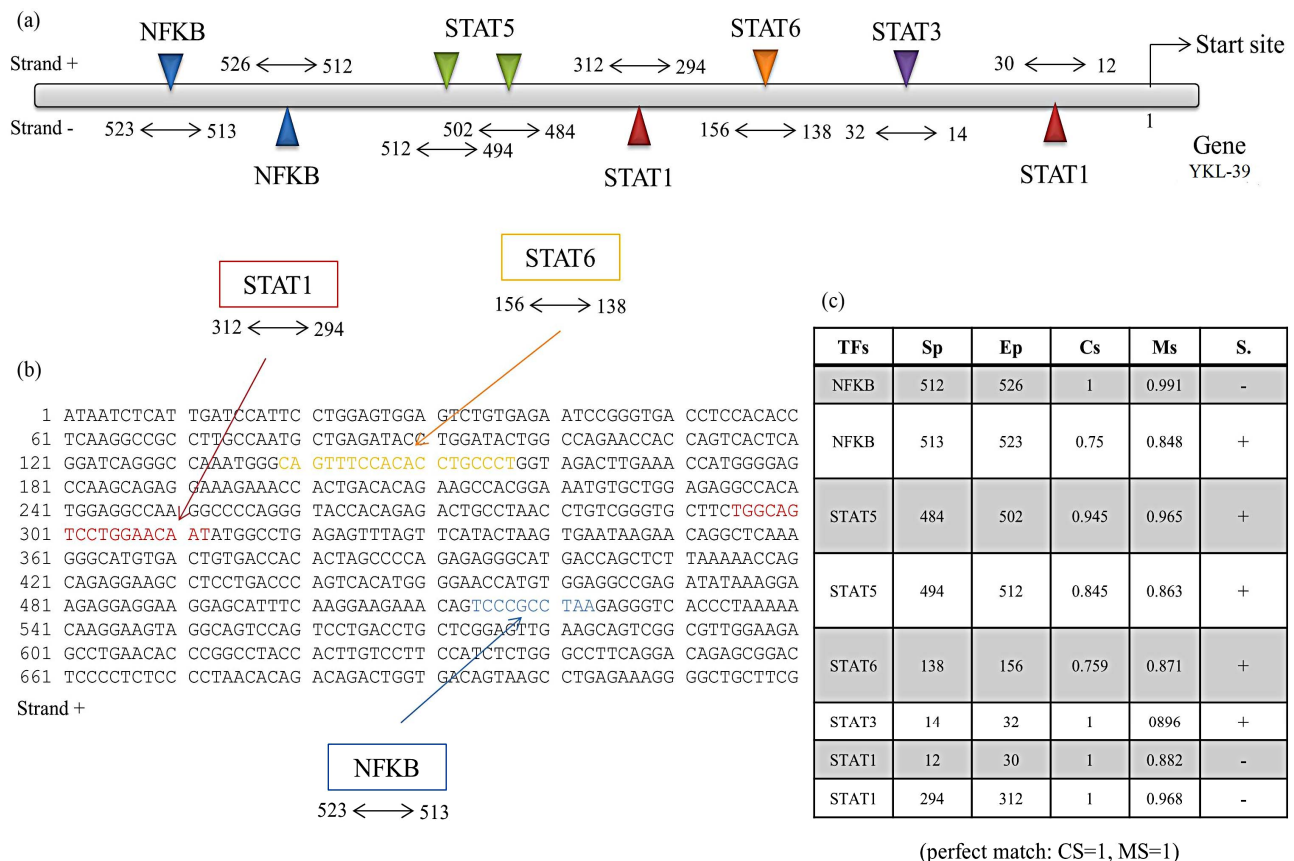 (a)
NFKB STAT5 STAT6 STAT3
Strand + 526 512 312 294 30 12 Start site
Strand - 523 513 502 484 156 138 32 14 1
512 494
NFKB STAT1 STAT1 Gene
YKL-39
STAT1
312 294
STAT6
156 138
(b)
1 ATAATCTCAT TGATCCATTC CTGGAGTGGA GTCTGTGAGA ATCCGGGTGA CCTCCACACC
61 TCAAGGCCGC CTTGCCAATG CTGAGATACC TGGATACTGG CCAGAACCAC CAGTCACTCA
121 GGATCAGGGC CAAATGGGCA GTTTCCACAC CTGCCCTGGT AGACTTGAAA CCATGGGGAG
181 CCAAGCAGAG GAAAGAAACC ACTGACACAG AAGCCACGGA AATGTGCTGG AGAGGCCACA
241 TGGAGGCCAA GGCCCCAGGG TACCACAGAG ACTGCCTAAC CTGTCGGGTG CTTCTGGCAG
301 TCCTGGAACA ATATGGCCTG AGAGTTTAGT TCATACTAAG TGAATAAGAA CAGGCTCAAA
361 GGGCATGTGA CTGTGACCAC ACTAGCCCCA GAGAGGGCAT GACCAGCTCT TAAAAACCAG
421 CAGAGGAAGC CTCCTGACCC AGTCACATGG GGAACCATGT GGAGGCCGAG ATATAAAGGA
481 AGAGGAGGAA GGAGCATTTC AAGGAAGAAA CAGTCCCGCC TAAGAGGGTC ACCCTAAAAA
541 CAAGGAAGTA GGCAGTCCAG TCCTGACCTG CTCGGAGTTG AAGCAGTCGG CGTTGGAAGA
601 GCCTGAACAC CCGGCCTACC ACTTGTCCTT CCATCTCTGG GCCTTCAGGA CAGAGCGGAC
661 TCCCCTCTCC CCTAACACAG ACAGACTGGT GACAGTAAGC CTGAGAAAGG GGCTGCTTCG
Strand +
NFKB
523 513
(c)
TFs Sp Ep Cs Ms S.
NFKB 512 526 1 0.991 -
NFKB 513 523 0.75 0.848 +
STAT5 484 502 0.945 0.965 +
STAT5 494 512 0.845 0.863 +
STAT6 138 156 0.759 0.871 +
STAT3 14 32 1 0896 +
STAT1 12 30 1 0.882 -
STAT1 294 312 1 0.968 -
(perfect match: CS=1, MS=1)